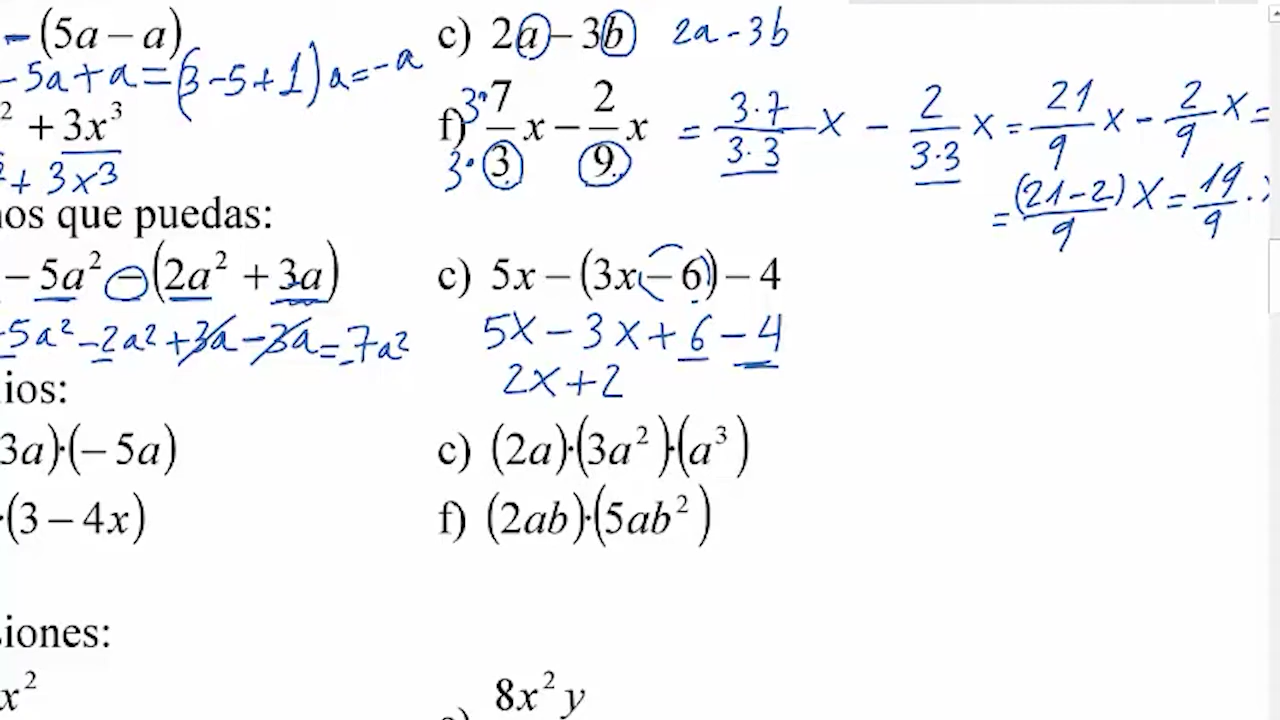 – (5a – a)   c) 2a – 3b   2a - 3b
- 5a + a = (3 - 5 + 1) a = - a
² + 3x³   f) 3· 7/3· 3 x – 2/9 x = 3·7/3·3 x - 2/3·3 x = 21/9 x - 2/9 x =
+ 3x³   = (21-2)/9 x = 19/9 ·
os que puedas:
– 5a² – (2a² + 3a)   c) 5x – (3x – 6) – 4
-5a² - 2a² + 3a - 3a = -7a²   5x - 3x + 6 - 4
ios:   2x + 2
3a)·(– 5a)   c) (2a)·(3a²)·(a³)
·(3 – 4x)   f) (2ab)·(5ab²)
siones:
x²   8x²y